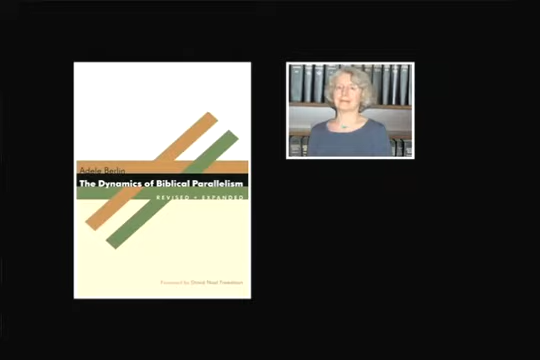 Adele Berlin
The Dynamics of Biblical Parallelism
REVISED • EXPANDED
Foreword by David Noel Freedman